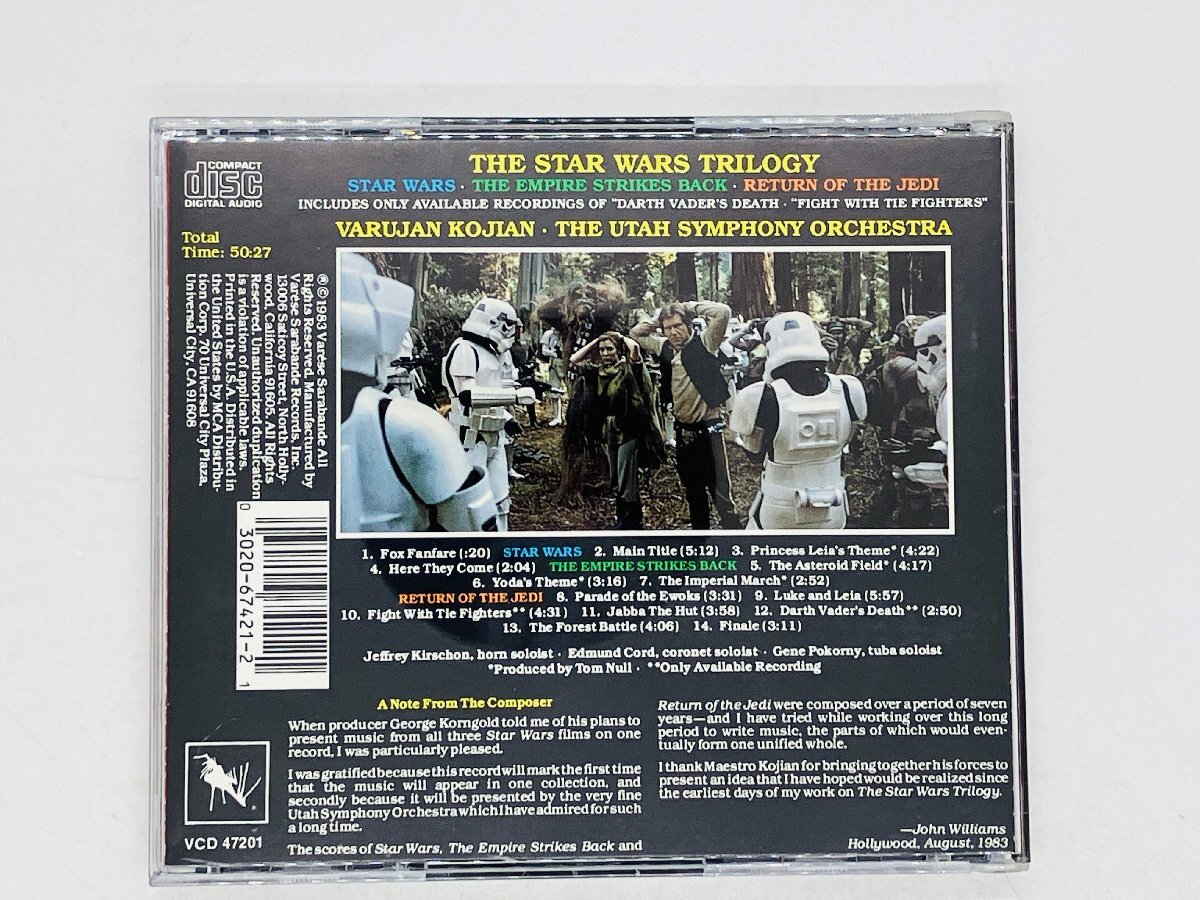 COMPACT
disc
DIGITAL AUDIO
THE STAR WARS TRILOGY
STAR WARS · THE EMPIRE STRIKES BACK · RETURN OF THE JEDI
INCLUDES ONLY AVAILABLE RECORDINGS OF "DARTH VADER'S DEATH · "FIGHT WITH TIE FIGHTERS"
VARUJAN KOJIAN · THE UTAH SYMPHONY ORCHESTRA
Total
Time: 50:27
℗ © 1983 Varèse Sarabande. All
Rights Reserved. Manufactured by
Varèse Sarabande Records, Inc.
13006 Saticoy Street, North Holly-
wood, California 91605. All Rights
Reserved. Unauthorized duplication
is a violation of applicable laws.
Printed in the U.S.A. Distributed in
the United States by MCA Distribu-
tion Corp. 70 Universal City Plaza,
Universal City, CA 91608
0 3020-67421-2 1
1. Fox Fanfare (:20) STAR WARS 2. Main Title (5:12) 3. Princess Leia's Theme* (4:22)
4. Here They Come (2:04) THE EMPIRE STRIKES BACK 5. The Asteroid Field* (4:17)
6. Yoda's Theme* (3:16) 7. The Imperial March* (2:52)
RETURN OF THE JEDI 8. Parade of the Ewoks (3:31) 9. Luke and Leia (5:57)
10. Fight With Tie Fighters** (4:31) 11. Jabba The Hut (3:58) 12. Darth Vader's Death** (2:50)
13. The Forest Battle (4:06) 14. Finale (3:11)
Jeffrey Kirschon, horn soloist · Edmund Cord, coronet soloist · Gene Pokorny, tuba soloist
*Produced by Tom Null · **Only Available Recording
A Note From The Composer
When producer George Korngold told me of his plans to
present music from all three Star Wars films on one
record, I was particularly pleased.
I was gratified because this record will mark the first time
that the music will appear in one collection, and
secondly because it will be presented by the very fine
Utah Symphony Orchestra which I have admired for such
a long time.
The scores of Star Wars, The Empire Strikes Back and
Return of the Jedi were composed over a period of seven
years—and I have tried while working over this long
period to write music, the parts of which would even-
tually form one unified whole.
I thank Maestro Kojian for bringing together his forces to
present an idea that I have hoped would be realized since
the earliest days of my work on The Star Wars Trilogy.
—John Williams
Hollywood, August, 1983
®
VCD 47201